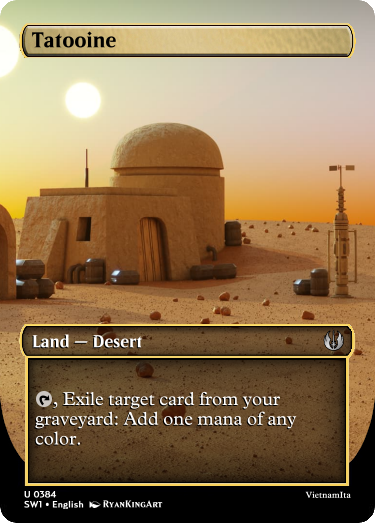 Tatooine
Land — Desert
, Exile target card from your
graveyard: Add one mana of any
color.
U 0384
VietnamIta
SW1 • English RyanKingArt